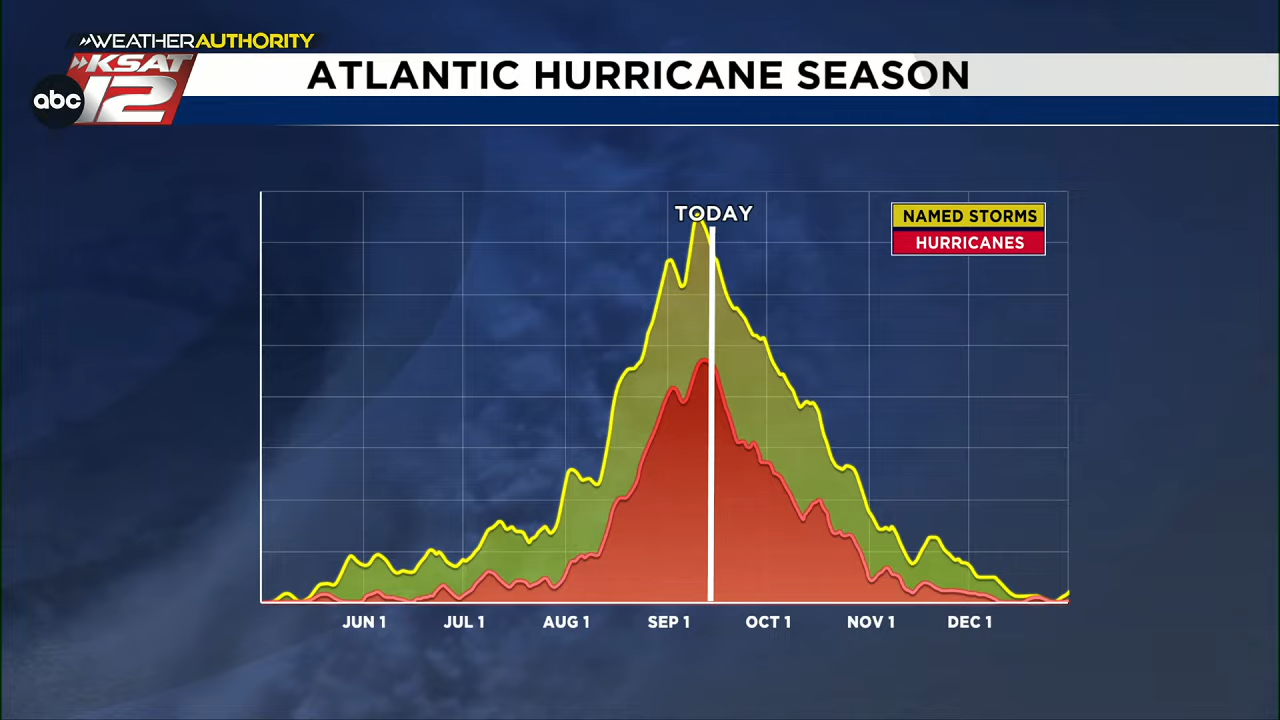 WEATHERAUTHORITY
KSAT
abc 12
ATLANTIC HURRICANE SEASON
TODAY
NAMED STORMS
HURRICANES
JUN 1 JUL 1 AUG 1 SEP 1 OCT 1 NOV 1 DEC 1